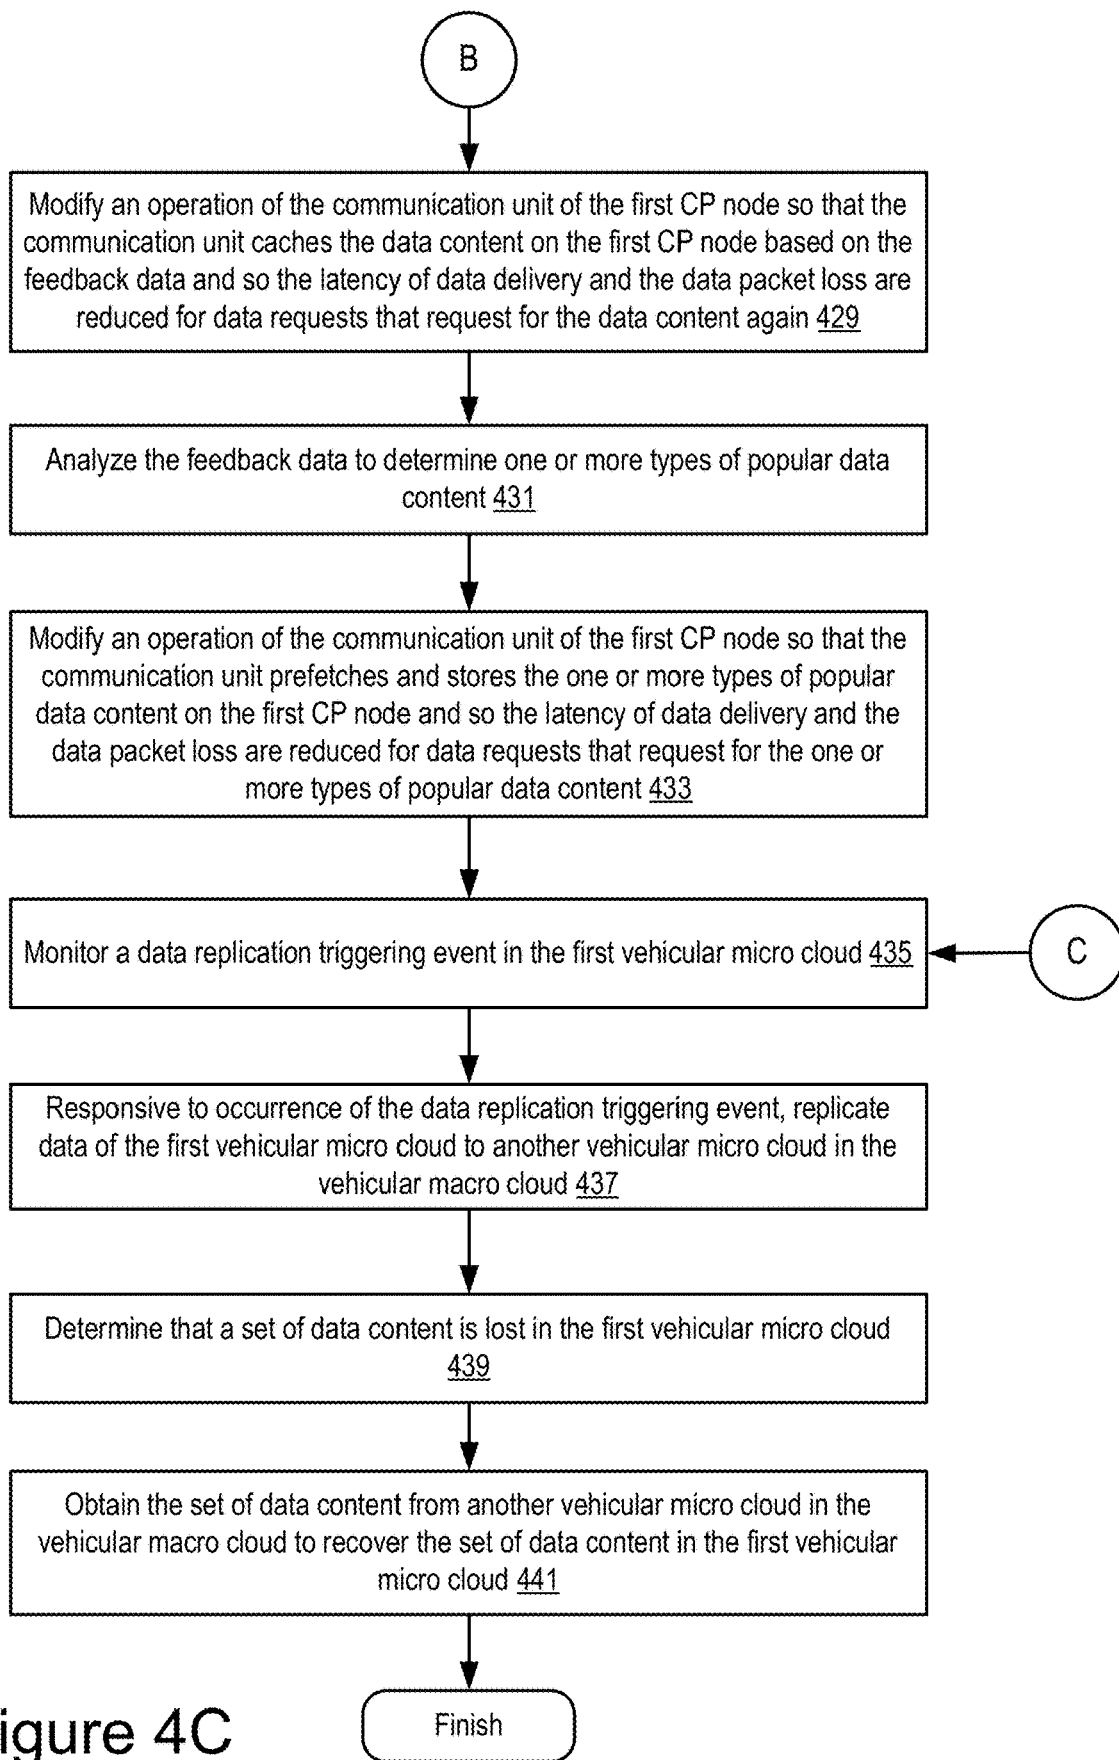 B
Modify an operation of the communication unit of the first CP node so that the
communication unit caches the data content on the first CP node based on the
feedback data and so the latency of data delivery and the data packet loss are
reduced for data requests that request for the data content again 429
Analyze the feedback data to determine one or more types of popular data
content 431
Modify an operation of the communication unit of the first CP node so that the
communication unit prefetches and stores the one or more types of popular
data content on the first CP node and so the latency of data delivery and the
data packet loss are reduced for data requests that request for the one or
more types of popular data content 433
Monitor a data replication triggering event in the first vehicular micro cloud 435
C
Responsive to occurrence of the data replication triggering event, replicate
data of the first vehicular micro cloud to another vehicular micro cloud in the
vehicular macro cloud 437
Determine that a set of data content is lost in the first vehicular micro cloud
439
Obtain the set of data content from another vehicular micro cloud in the
vehicular macro cloud to recover the set of data content in the first vehicular
micro cloud 441
Finish
igure 4C